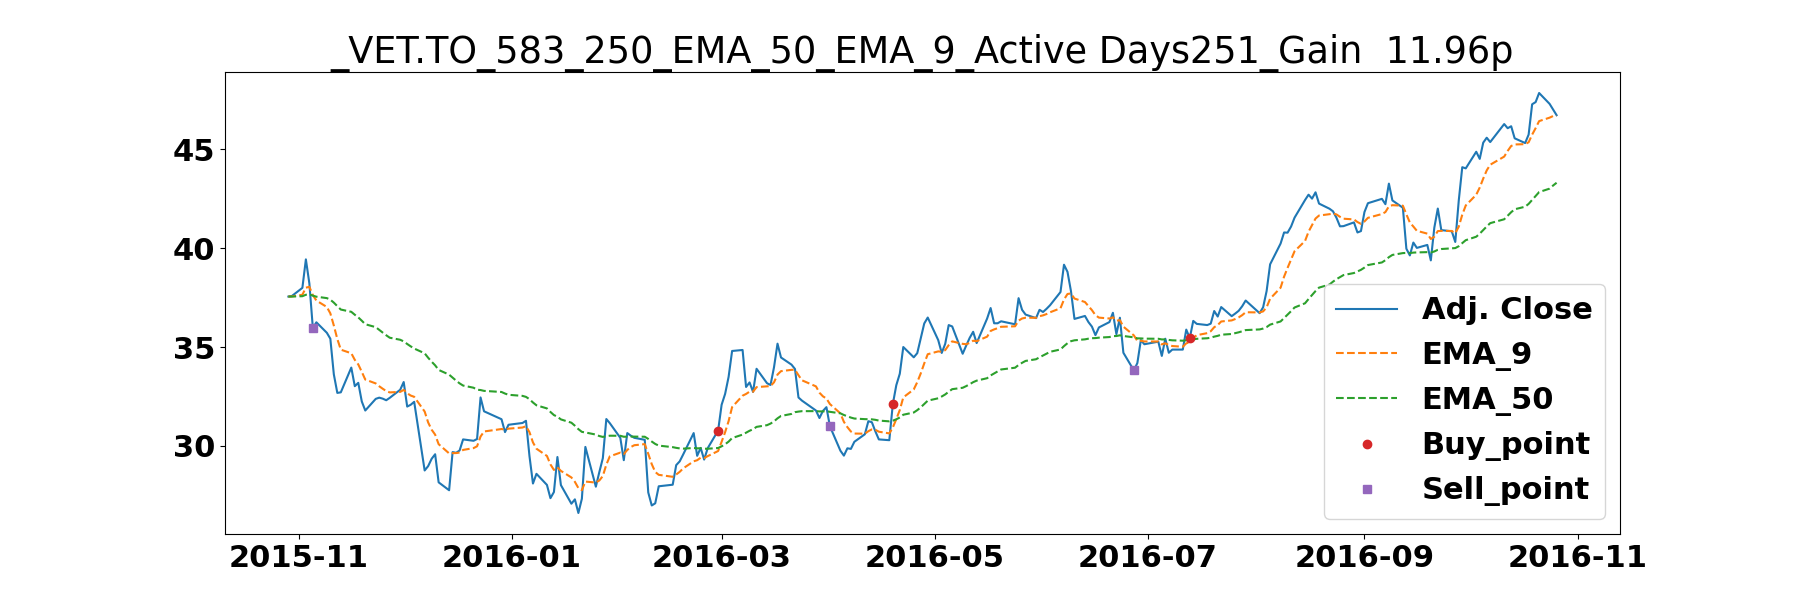 _VET.TO_583_250_EMA_50_EMA_9_Active Days251_Gain  11.96p
45
40
35
30
Adj. Close
EMA_9
EMA_50
Buy_point
Sell_point
2015-11 2016-01 2016-03 2016-05 2016-07 2016-09 2016-11